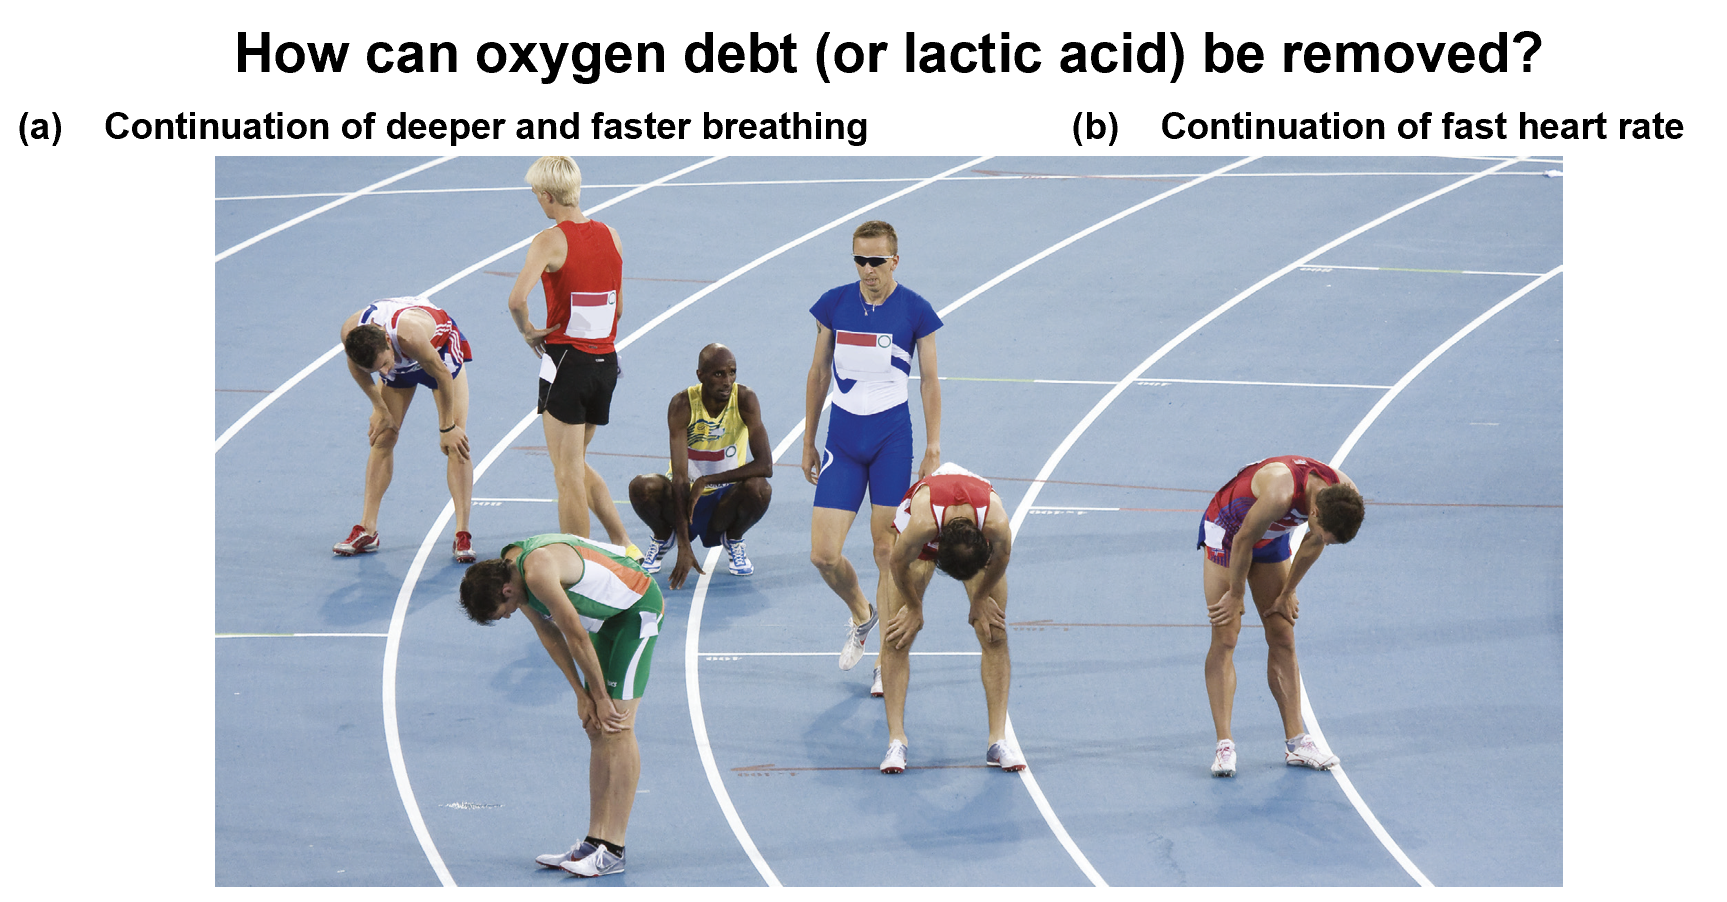 How can oxygen debt (or lactic acid) be removed?
(a) Continuation of deeper and faster breathing
(b) Continuation of fast heart rate